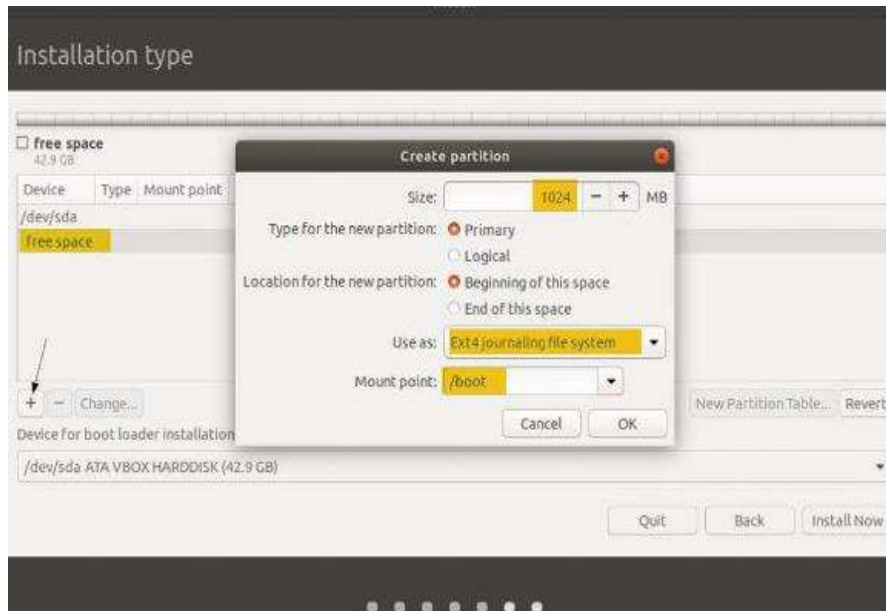 Installation type
free space
42.9 GB
Device Type Mount point
/dev/sda
free space
Create partition
Size: 1024 - + MB
Type for the new partition: Primary
Logical
Location for the new partition: Beginning of this space
End of this space
Use as: Ext4 journaling file system
Mount point: /boot
Cancel OK
+ - Change... New Partition Table... Revert
Device for boot loader installation
/dev/sda ATA VBOX HARDDISK (42.9 GB)
Quit Back Install Now